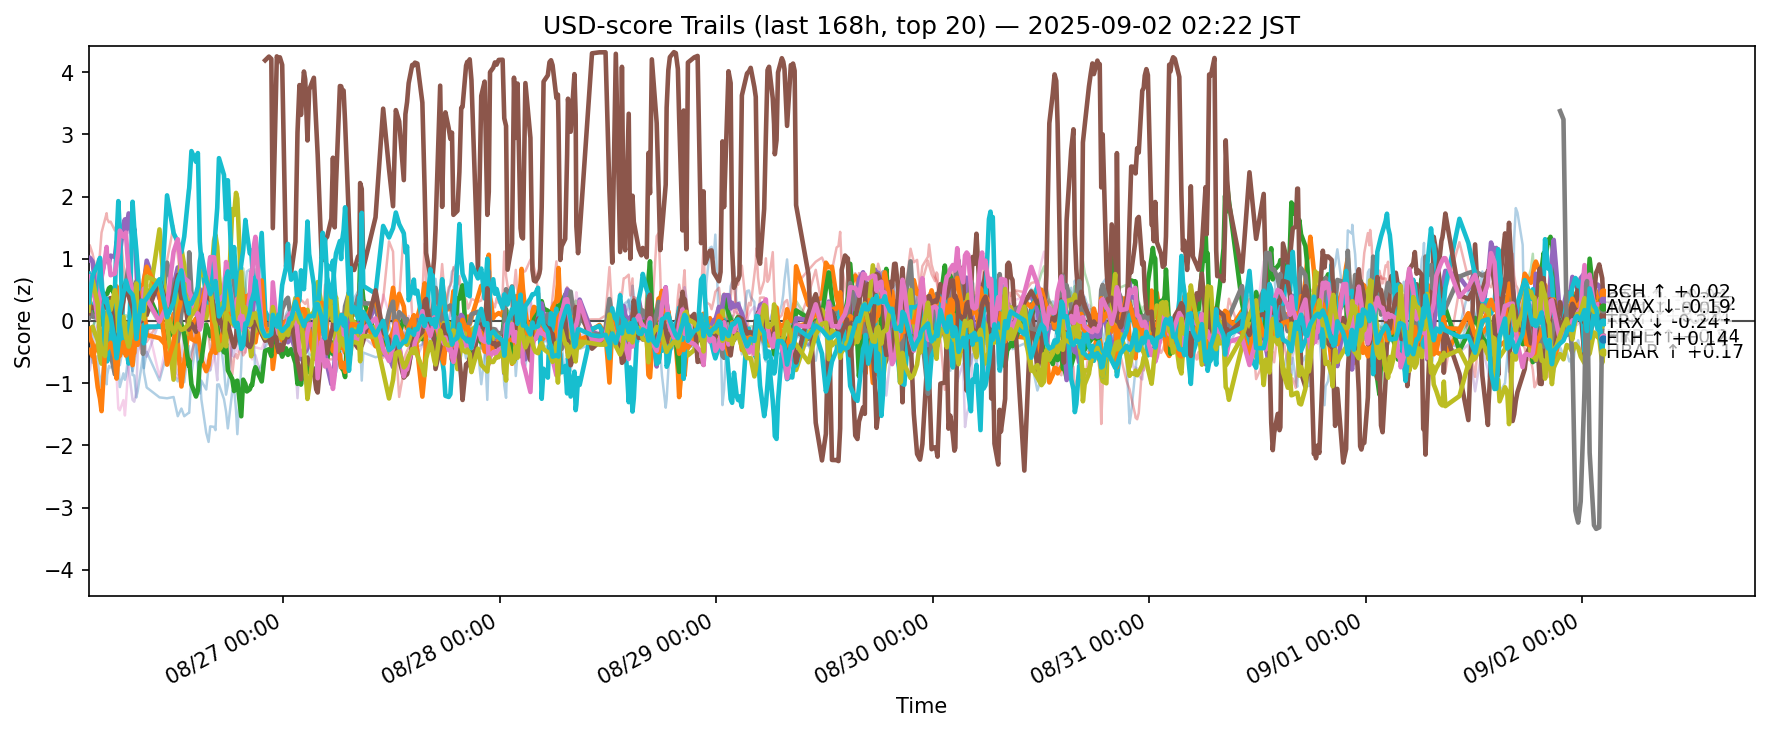 USD-score Trails (last 168h, top 20) — 2025-09-02 02:22 JST
Score (z)
4
3
2
1
0
−1
−2
−3
−4
BCH ↑ +0.02
AVAX ↓ -0.19
TRX ↓ -0.24
ETH ↑ +0.144
HBAR ↑ +0.17
08/27 00:00
08/28 00:00
08/29 00:00
08/30 00:00
08/31 00:00
09/01 00:00
09/02 00:00
Time